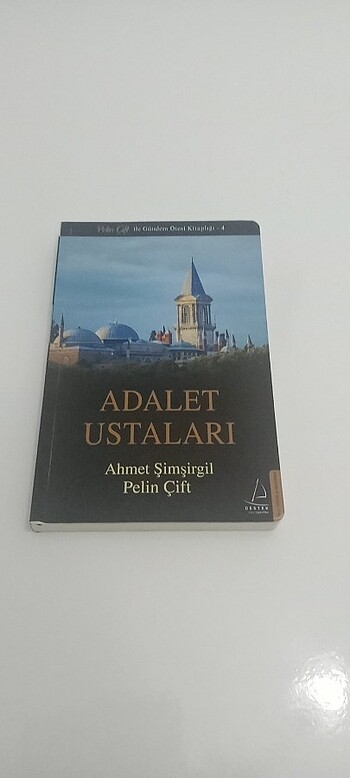 Pelin Çift ile Gündem Ötesi Kitaplığı - 4
ADALET
USTALARI
Ahmet Şimşirgil
Pelin Çift
DESTEK